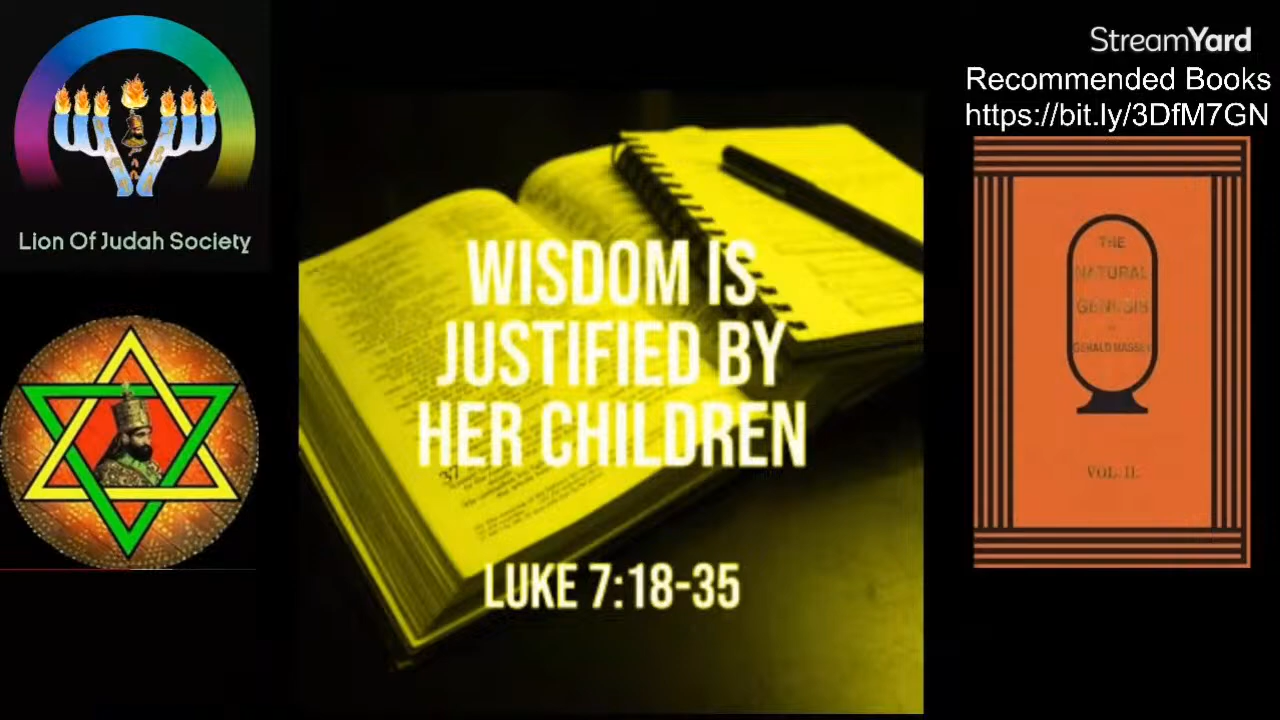 Lion Of Judah Society
WISDOM IS
JUSTIFIED BY
HER CHILDREN
37
LUKE 7:18-35
StreamYard
Recommended Books
https://bit.ly/3DfM7GN
THE
NATURAL
GENESIS
GERALD MASSEY
VOL. II.